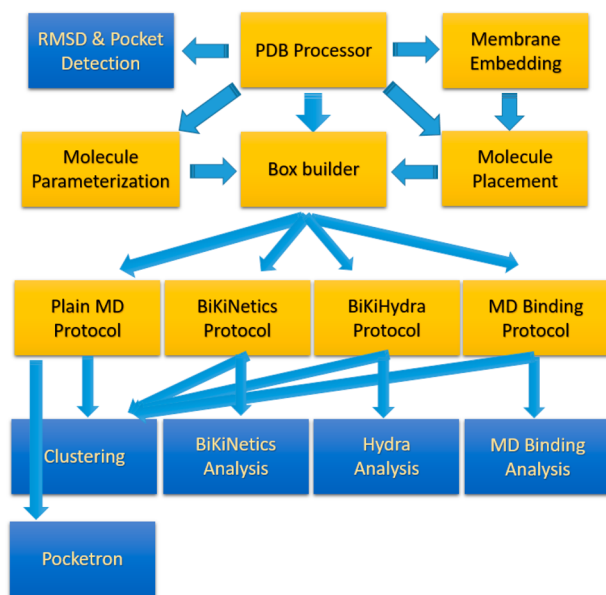 RMSD & Pocket
Detection
PDB Processor
Membrane
Embedding
Molecule
Parameterization
Box builder
Molecule
Placement
Plain MD
Protocol
BiKiNetics
Protocol
BiKiHydra
Protocol
MD Binding
Protocol
Clustering
BiKiNetics
Analysis
Hydra
Analysis
MD Binding
Analysis
Pocketron